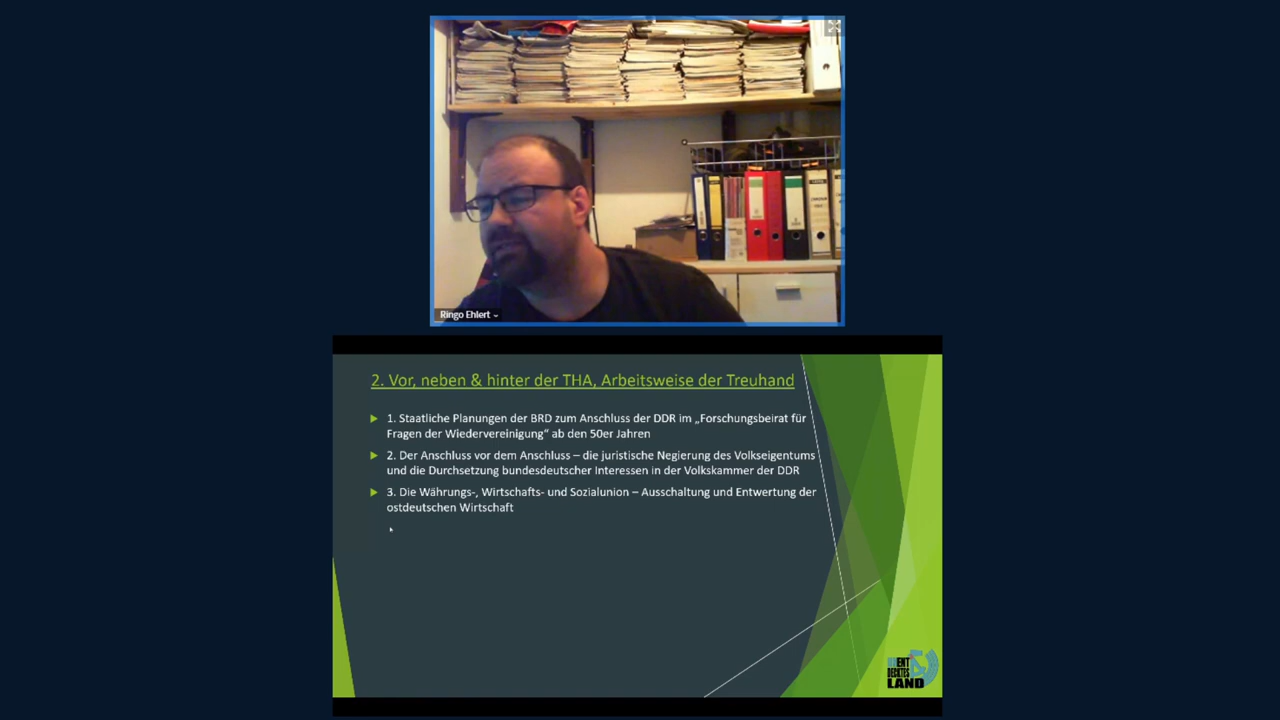 Ringo Ehlert
2. Vor, neben & hinter der THA, Arbeitsweise der Treuhand
1. Staatliche Planungen der BRD zum Anschluss der DDR im „Forschungsbeirat für
Fragen der Wiedervereinigung“ ab den 50er Jahren
2. Der Anschluss vor dem Anschluss – die juristische Negierung des Volkseigentums
und die Durchsetzung bundesdeutscher Interessen in der Volkskammer der DDR
3. Die Währungs-, Wirtschafts- und Sozialunion – Ausschaltung und Entwertung der
ostdeutschen Wirtschaft
UNENT
DECKTES
LAND